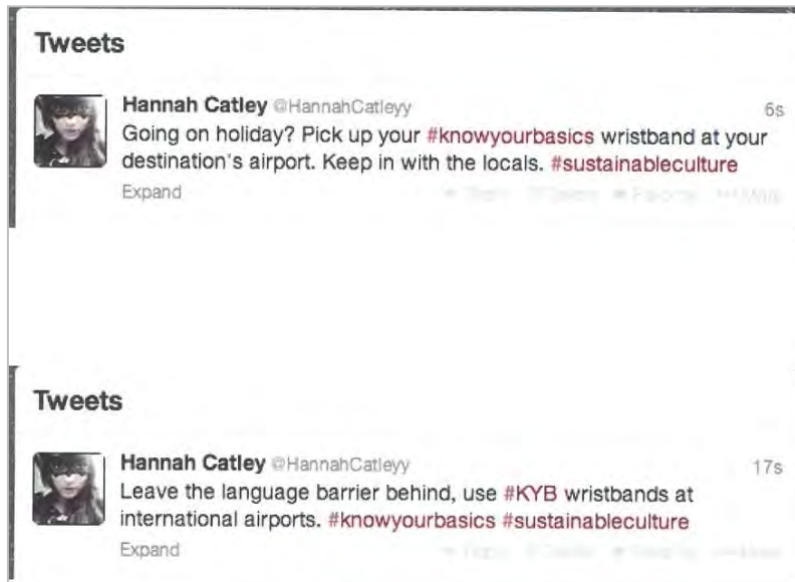 Tweets
Hannah Catley @HannahCatleyy 6s
Going on holiday? Pick up your #knowyourbasics wristband at your
destination's airport. Keep in with the locals. #sustainableculture
Expand
Tweets
Hannah Catley @HannahCatleyy 17s
Leave the language barrier behind, use #KYB wristbands at
international airports. #knowyourbasics #sustainableculture
Expand